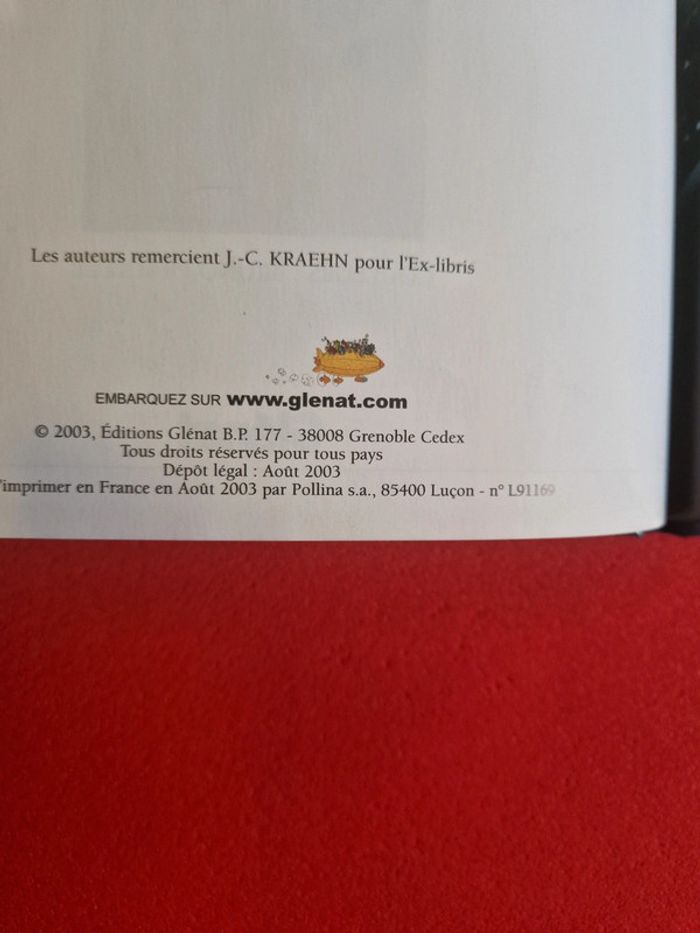 Les auteurs remercient J.-C. KRAEHN pour l'Ex-libris
EMBARQUEZ SUR www.glenat.com
© 2003, Éditions Glénat B.P. 177 - 38008 Grenoble Cedex
Tous droits réservés pour tous pays
Dépôt légal : Août 2003
'imprimer en France en Août 2003 par Pollina s.a., 85400 Luçon - n° L91169